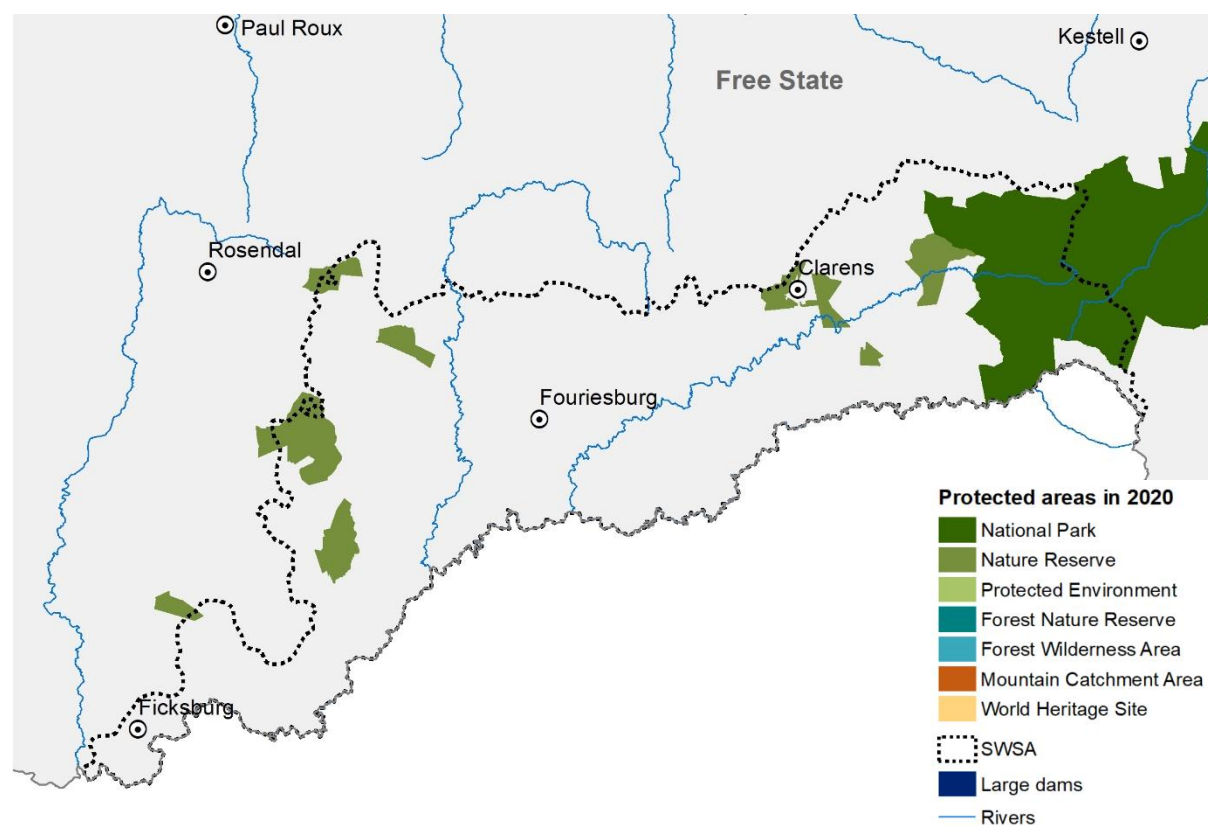 Paul Roux
Kestell
Free State
Rosendal
Clarens
Fouriesburg
Ficksburg
Protected areas in 2020
National Park
Nature Reserve
Protected Environment
Forest Nature Reserve
Forest Wilderness Area
Mountain Catchment Area
World Heritage Site
SWSA
Large dams
Rivers